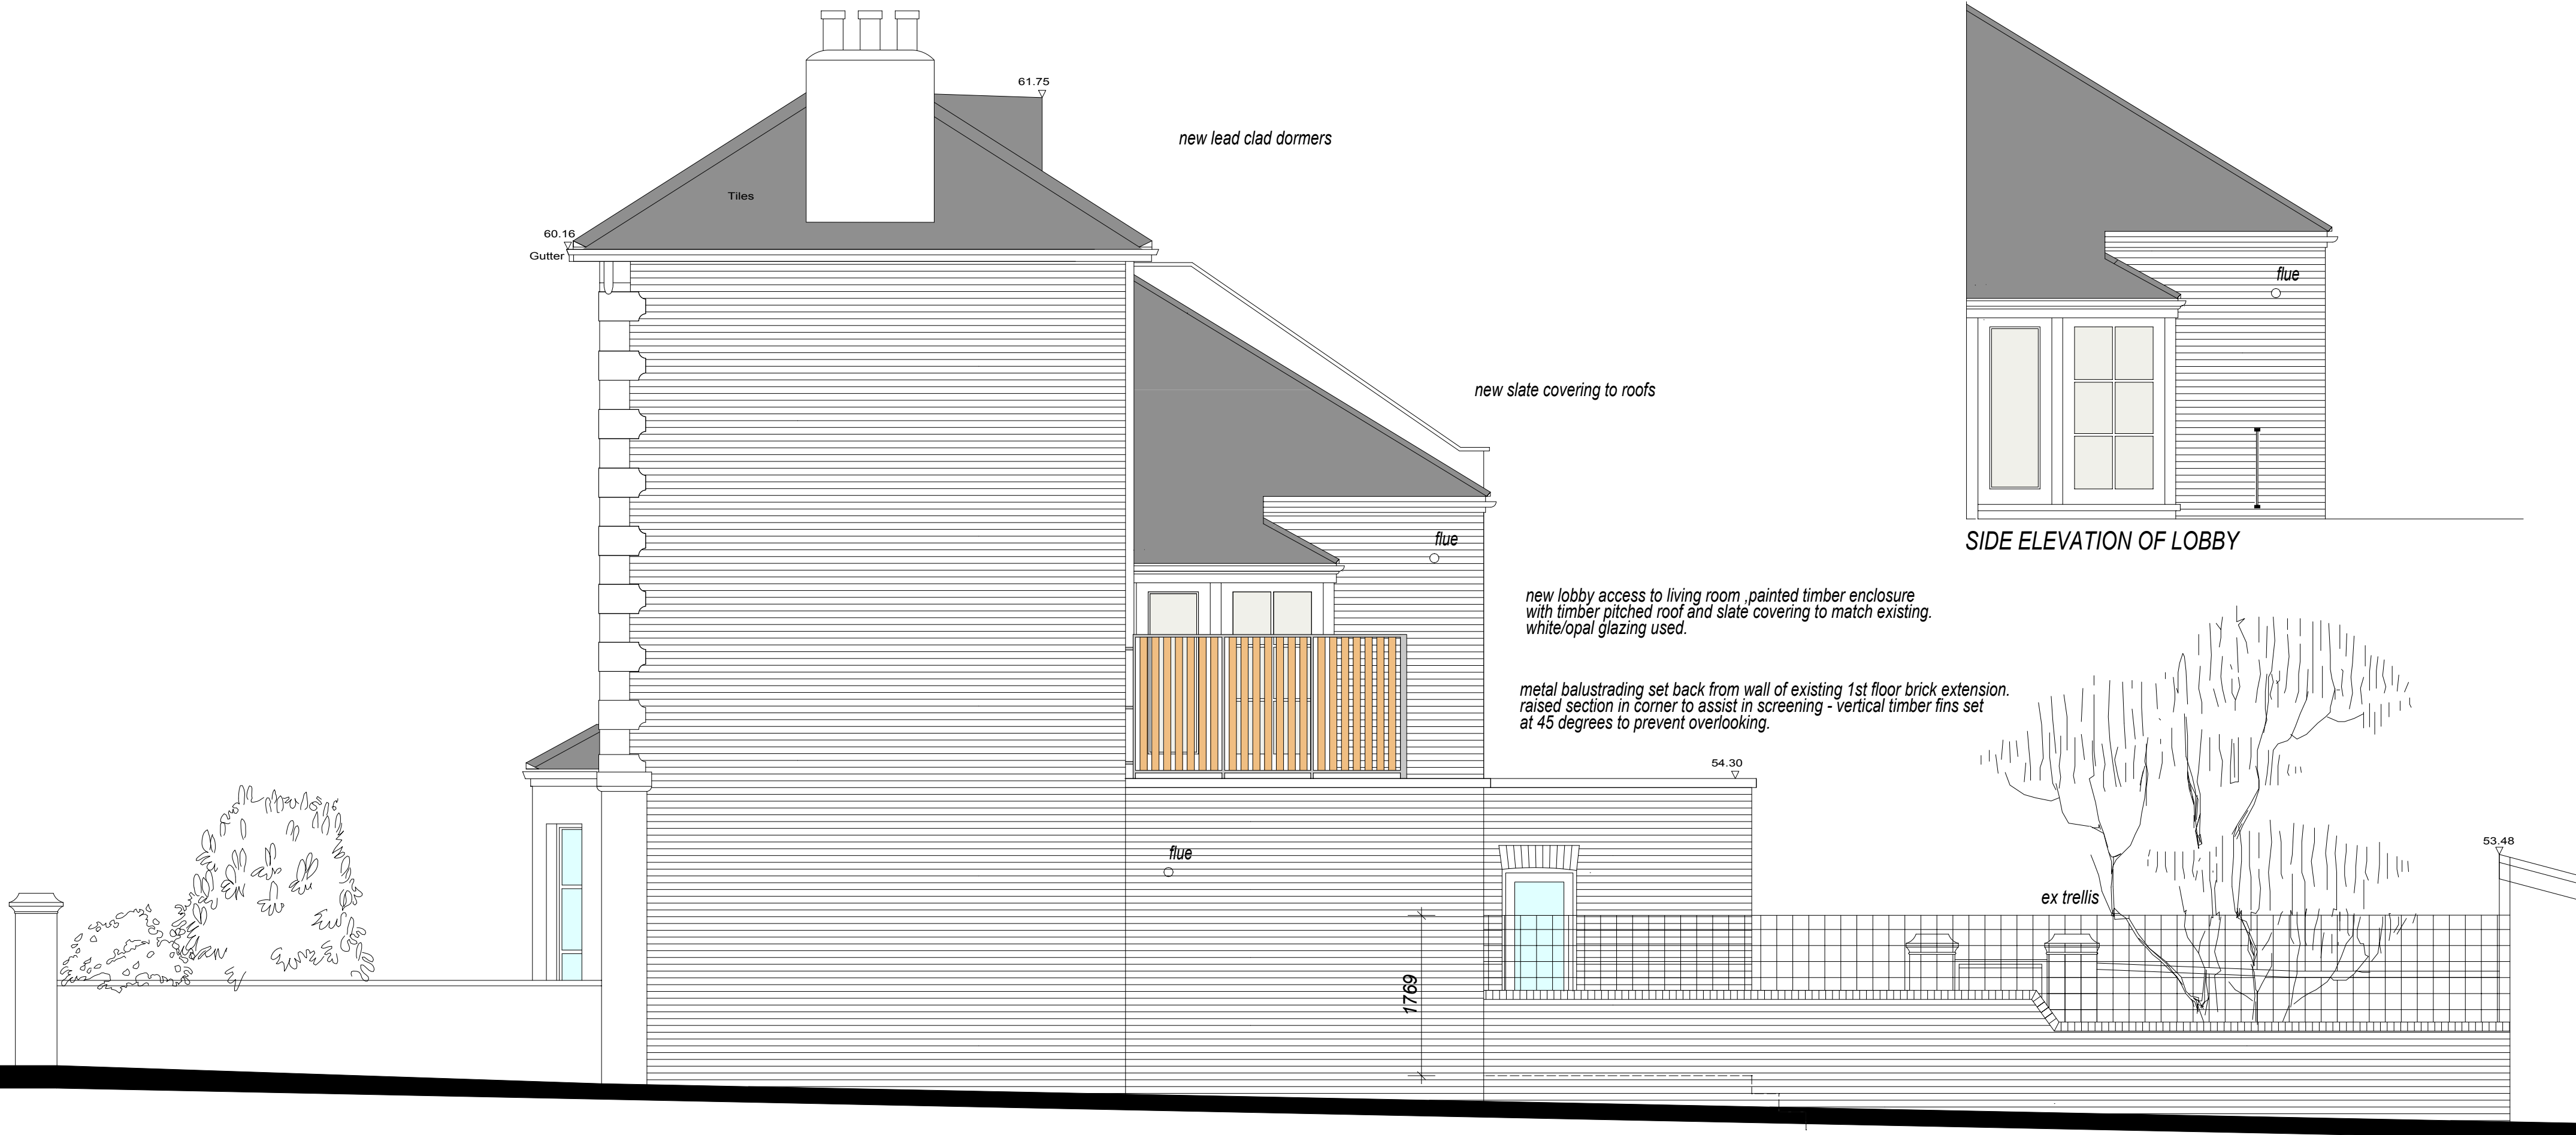 61.75
new lead clad dormers
Tiles
60.16
Gutter
flue
new slate covering to roofs
flue
SIDE ELEVATION OF LOBBY
new lobby access to living room ,painted timber enclosure
with timber pitched roof and slate covering to match existing.
white/opal glazing used.
metal balustrading set back from wall of existing 1st floor brick extension.
raised section in corner to assist in screening - vertical timber fins set
at 45 degrees to prevent overlooking.
54.30
53.48
flue
ex trellis
1769